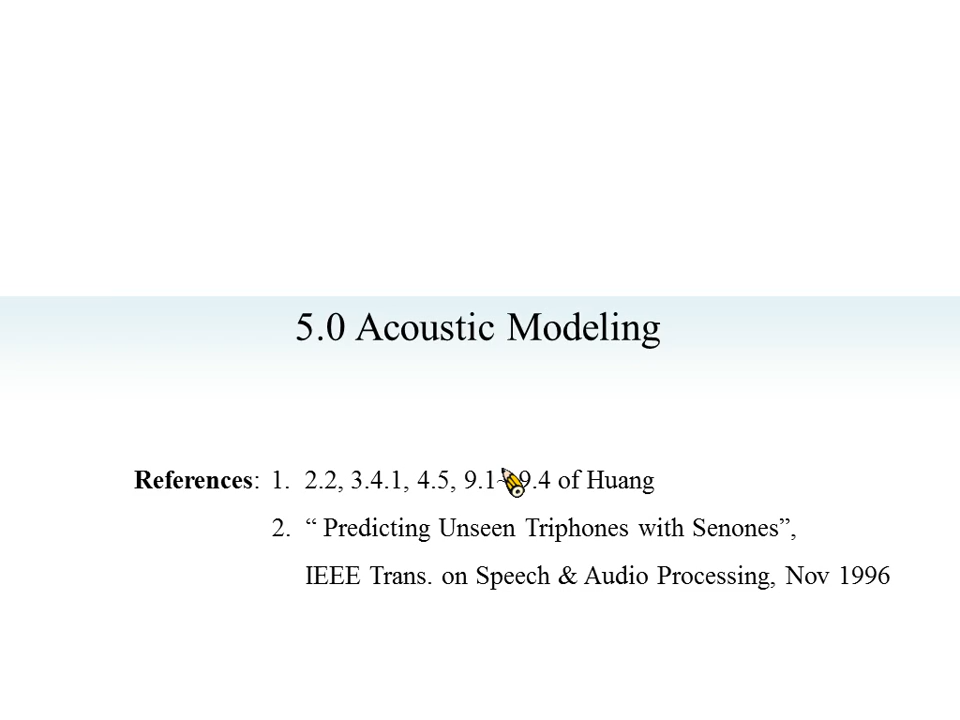 5.0 Acoustic Modeling
References: 1. 2.2, 3.4.1, 4.5, 9.1~ 9.4 of Huang
2. “ Predicting Unseen Triphones with Senones”,
IEEE Trans. on Speech & Audio Processing, Nov 1996